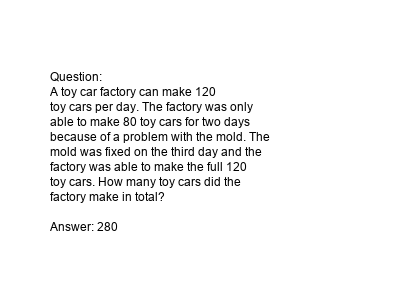 Question:
A toy car factory can make 120
toy cars per day. The factory was only
able to make 80 toy cars for two days
because of a problem with the mold. The
mold was fixed on the third day and the
factory was able to make the full 120
toy cars. How many toy cars did the
factory make in total?

Answer: 280